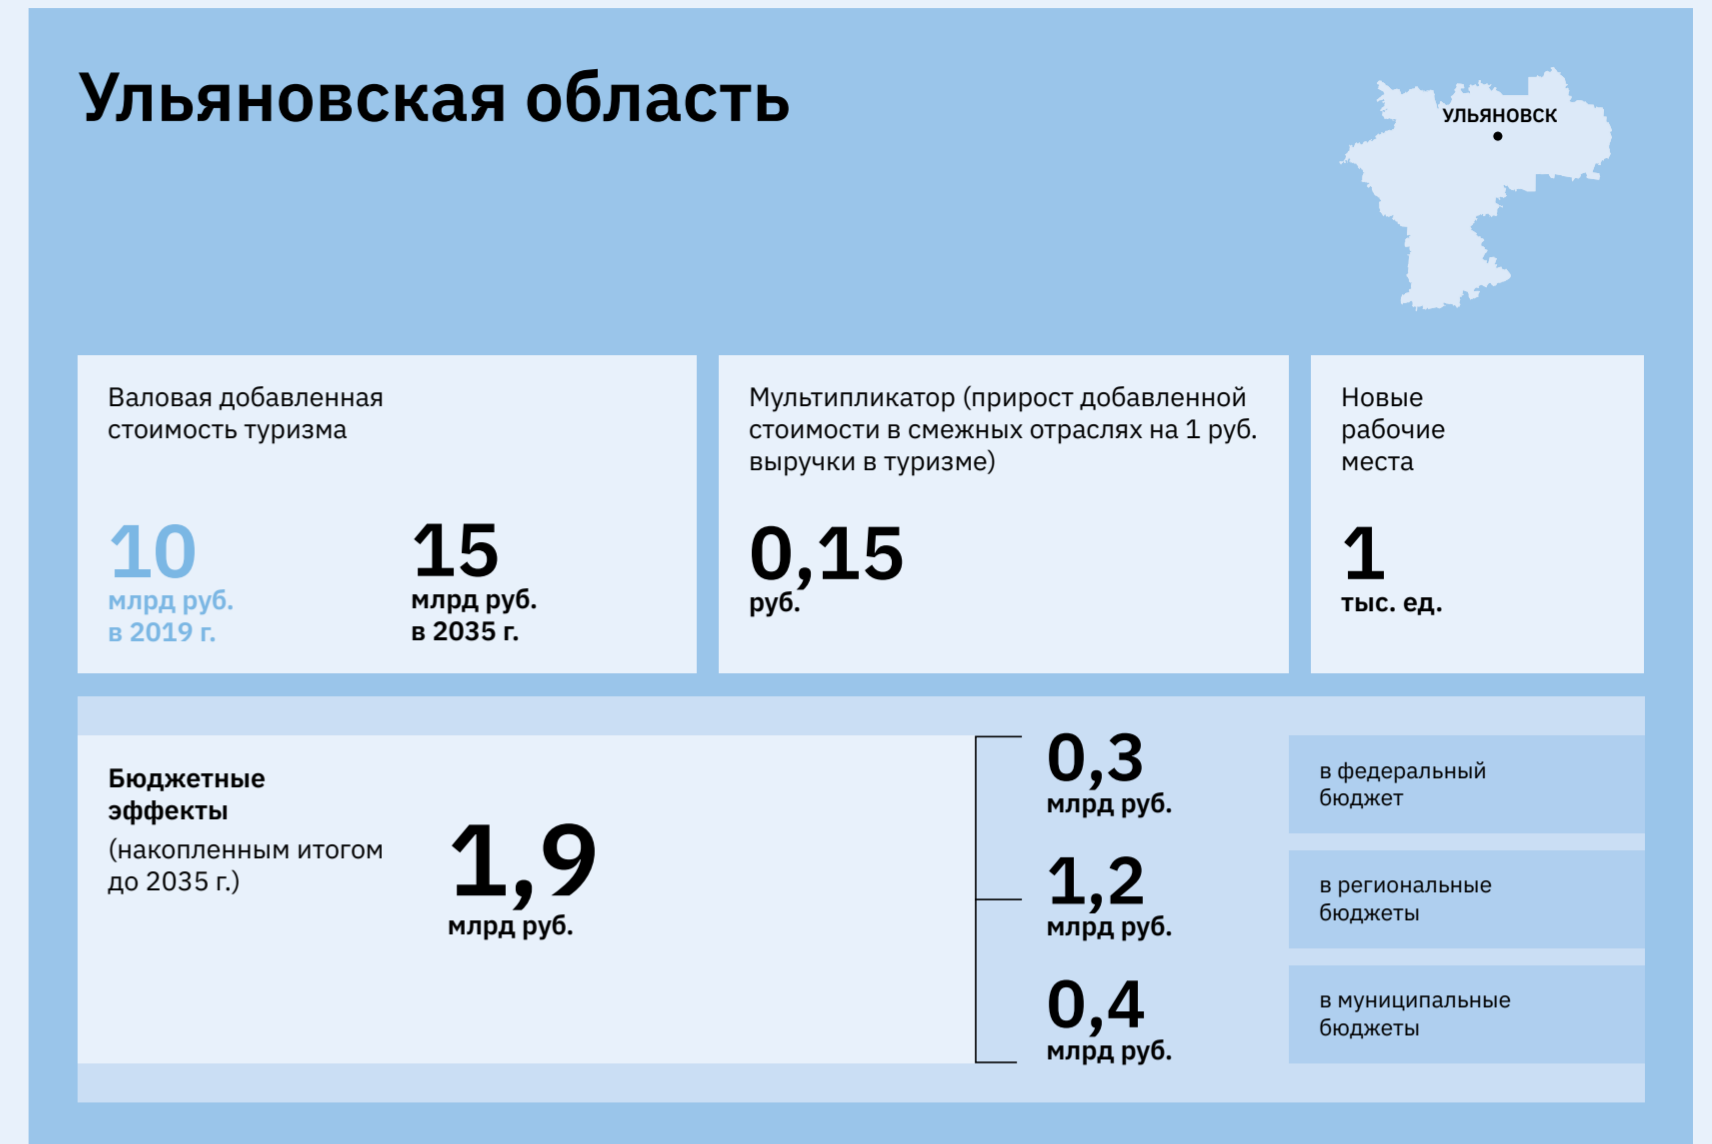 Ульяновская область
УЛЬЯНОВСК
Валовая добавленная
стоимость туризма
10
млрд руб.
в 2019 г.
15
млрд руб.
в 2035 г.
Мультипликатор (прирост добавленной
стоимости в смежных отраслях на 1 руб.
выручки в туризме)
0,15
руб.
Новые
рабочие
места
1
тыс. ед.
Бюджетные
эффекты
(накопленным итогом
до 2035 г.)
1,9
млрд руб.
0,3
млрд руб.
в федеральный
бюджет
1,2
млрд руб.
в региональные
бюджеты
0,4
млрд руб.
в муниципальные
бюджеты